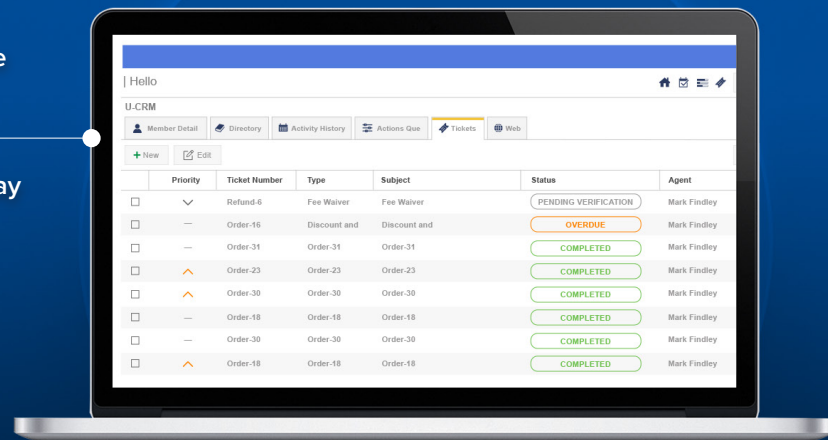 | Hello
U-CRM
Member Detail Directory Activity History Actions Que Tickets Web
+ New Edit
Priority Ticket Number Type Subject Status Agent
Refund-6 Fee Waiver Fee Waiver PENDING VERIFICATION Mark Findley
Order-16 Discount and Discount and OVERDUE Mark Findley
Order-31 Order-31 Order-31 COMPLETED Mark Findley
Order-23 Order-23 Order-23 COMPLETED Mark Findley
Order-30 Order-30 Order-30 COMPLETED Mark Findley
Order-18 Order-18 Order-18 COMPLETED Mark Findley
Order-30 Order-30 Order-30 COMPLETED Mark Findley
Order-18 Order-18 Order-18 COMPLETED Mark Findley